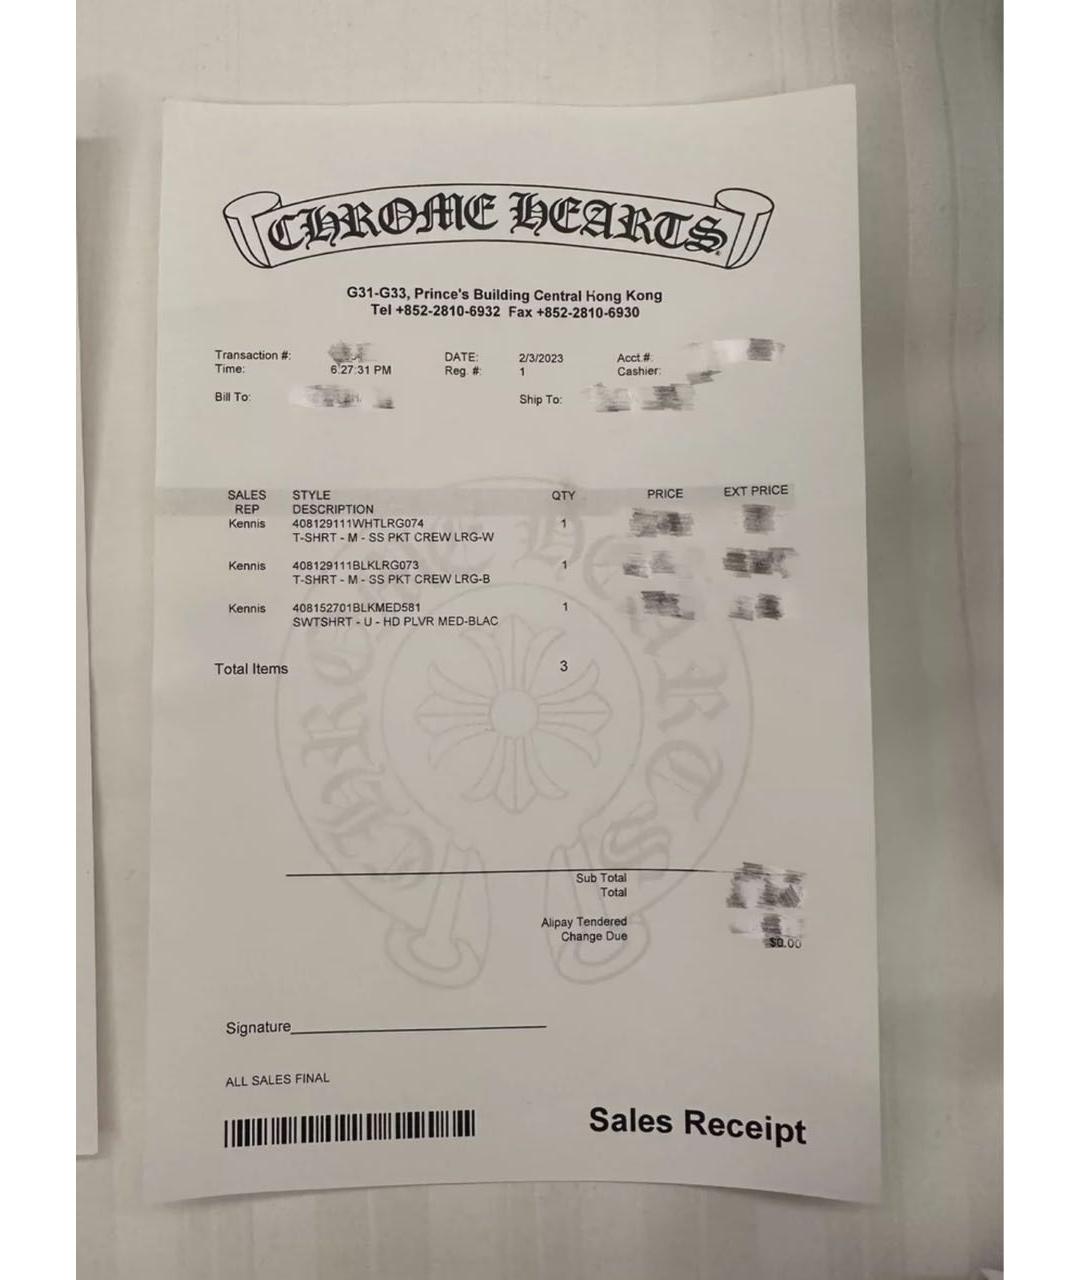 CHROME HEARTS
G31-G33, Prince's Building Central Hong Kong
Tel +852-2810-6932 Fax +852-2810-6930
Transaction #: DATE: 2/3/2023 Acct.#:
Time: 6:27:31 PM Reg. #: 1 Cashier:
Bill To: Ship To:
SALES STYLE QTY PRICE EXT PRICE
REP DESCRIPTION
Kennis 408129111WHTLRG074 1
T-SHRT - M - SS PKT CREW LRG-W
Kennis 408129111BLKLRG073 1
T-SHRT - M - SS PKT CREW LRG-B
Kennis 408152701BLKMED581 1
SWTSHRT - U - HD PLVR MED-BLAC
Total Items 3
CHROME HEARTS
Sub Total
Total
Alipay Tendered
Change Due $0.00
Signature
ALL SALES FINAL
Sales Receipt